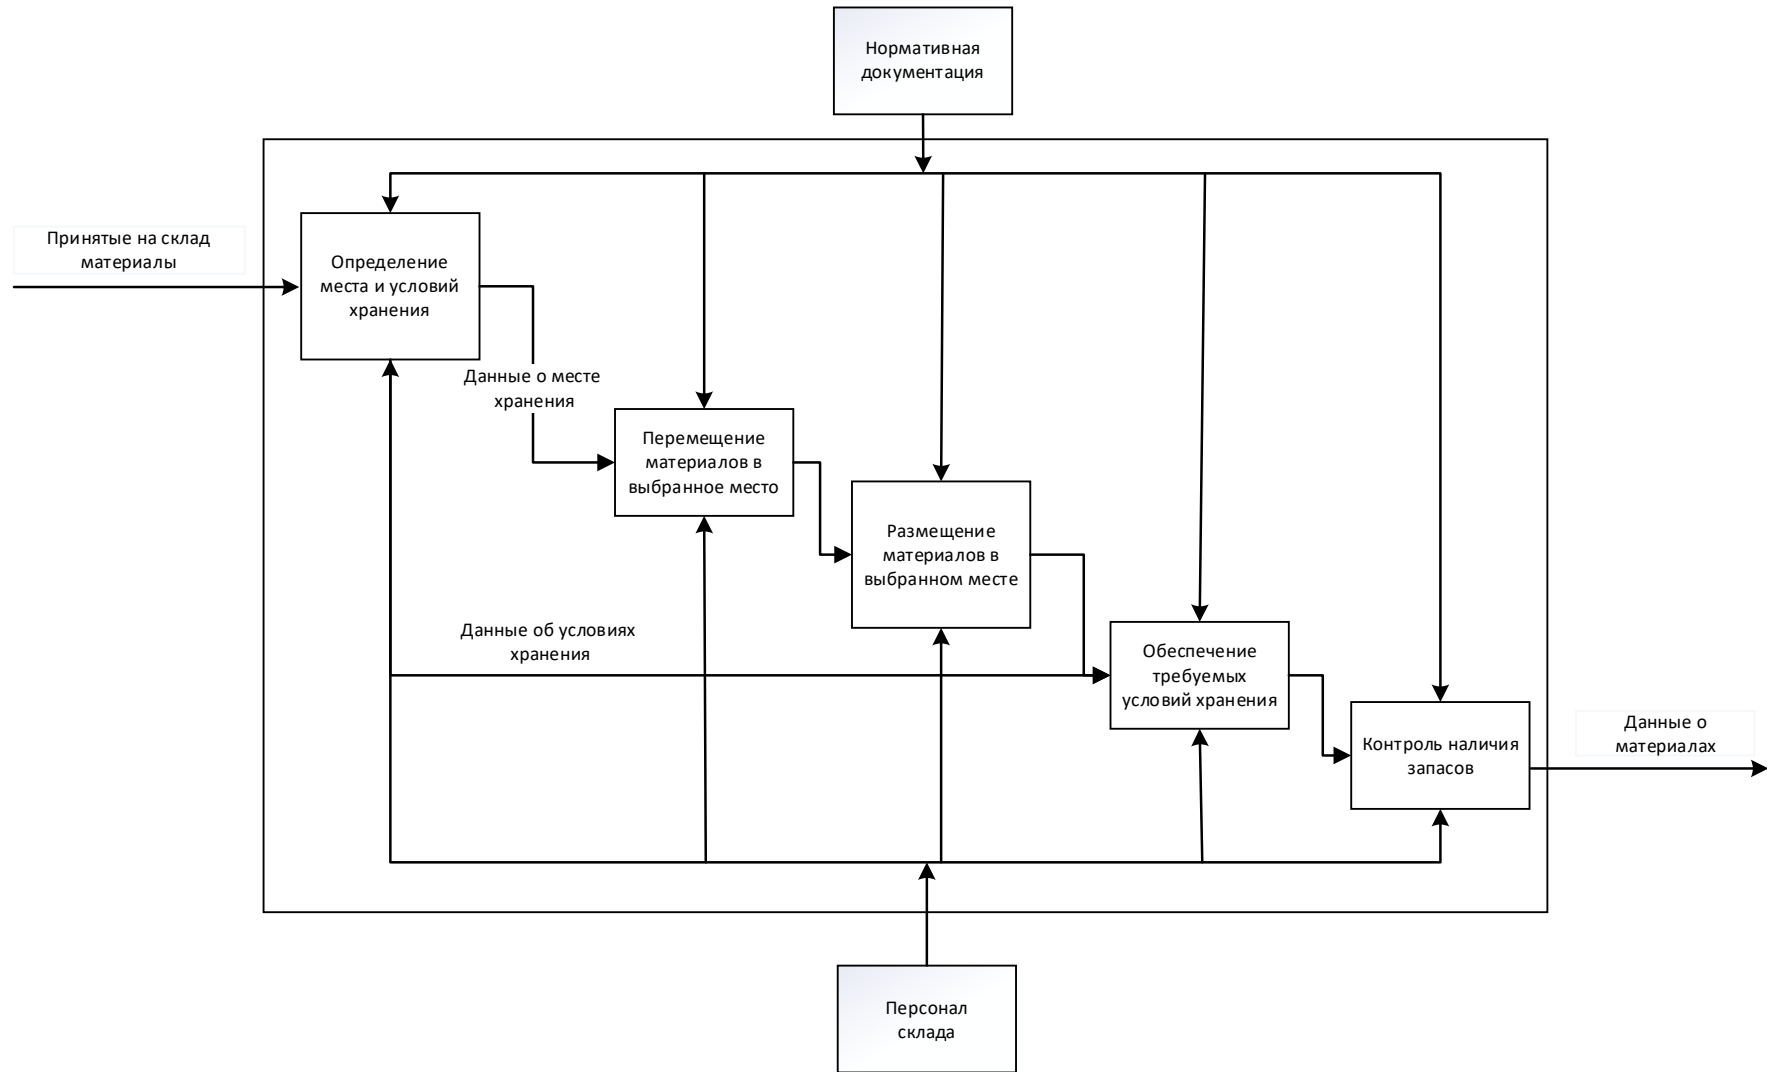 Нормативная
документация
Принятые на склад
материалы
Определение
места и условий
хранения
Данные о месте
хранения
Перемещение
материалов в
выбранное место
Размещение
материалов в
выбранном месте
Данные об условиях
хранения
Обеспечение
требуемых
условий хранения
Контроль наличия
запасов
Данные о
материалах
Персонал
склада